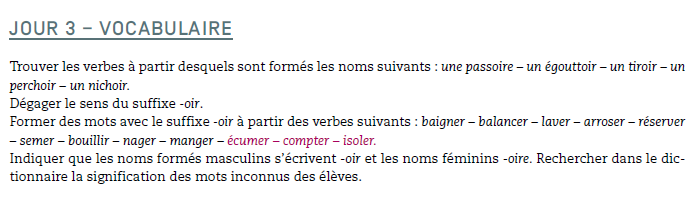 JOUR 3 – VOCABULAIRE
Trouver les verbes à partir desquels sont formés les noms suivants : une passoire – un égouttoir – un tiroir – un
perchoir – un nichoir.
Dégager le sens du suffixe -oir.
Former des mots avec le suffixe -oir à partir des verbes suivants : baigner – balancer – laver – arroser – réserver
– semer – bouillir – nager – manger – écumer – compter – isoler.
Indiquer que les noms formés masculins s'écrivent -oir et les noms féminins -oire. Rechercher dans le dic-
tionnaire la signification des mots inconnus des élèves.